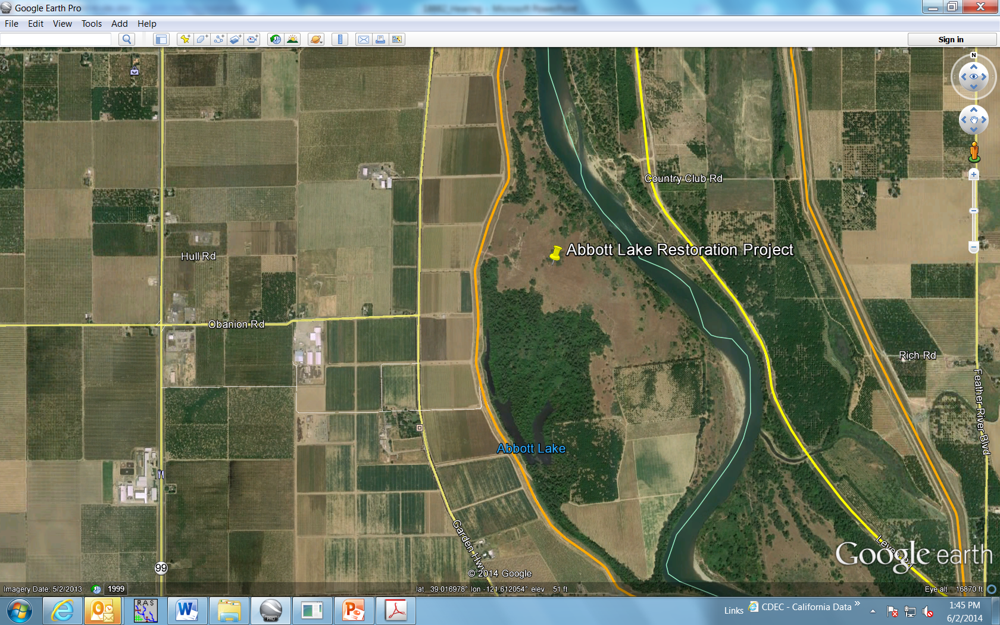 Google Earth Pro
File Edit View Tools Add Help
Sign in
N
Country Club Rd
Abbott Lake Restoration Project
Hull Rd
Obanion Rd
Rich Rd
Feather River Blvd
Abbott Lake
Garden Hwy
Levee Rd
99
Google earth
© 2014 Google
Imagery Date: 5/2/2013 1999
lat 39.016978° lon -121.612054° elev 51 ft
Eye alt 16870 ft
RAS
PRO
Links CDEC - California Data »
1:45 PM
6/2/2014